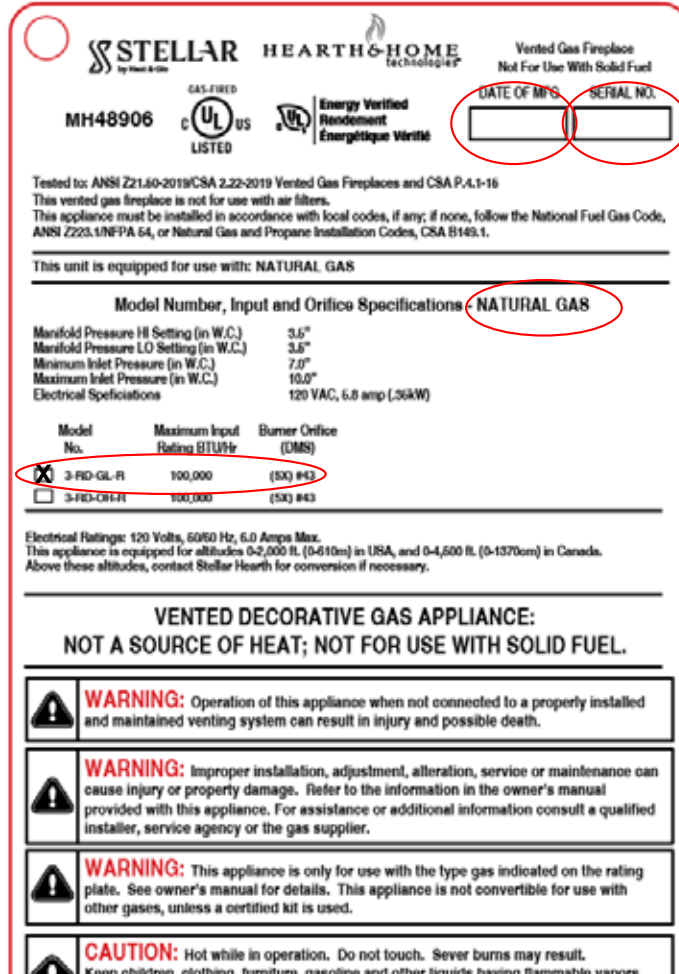 STELLAR
by Heat & Glo
HEARTH & HOME
technologies
Vented Gas Fireplace
Not For Use With Solid Fuel
DATE OF MFG.
SERIAL NO.
MH48906
GAS-FIRED
C UL US
LISTED
UL
Energy Verified
Rendement
Énergétique Vérifié
Tested to: ANSI Z21.50-2019/CSA 2.22-2019 Vented Gas Fireplaces and CSA P.4.1-15
This vented gas fireplace is not for use with air filters.
This appliance must be installed in accordance with local codes, if any; if none, follow the National Fuel Gas Code,
ANSI Z223.1/NFPA 54, or Natural Gas and Propane Installation Codes, CSA B149.1.
This unit is equipped for use with: NATURAL GAS
Model Number, Input and Orifice Specifications - NATURAL GAS
Manifold Pressure HI Setting (in W.C.) 3.5"
Manifold Pressure LO Setting (in W.C.) 3.5"
Minimum Inlet Pressure (in W.C.) 7.0"
Maximum Inlet Pressure (in W.C.) 10.0"
Electrical Speficiations 120 VAC, 5.8 amp (.36kW)
Model Maximum Input Burner Orifice
No. Rating BTU/Hr (DMS)
X 3-RD-GL-R 100,000 (5X) #43
3-RD-OH-R 100,000 (5X) #43
Electrical Ratings: 120 Volts, 50/60 Hz, 6.0 Amps Max.
This appliance is equipped for altitudes 0-2,000 ft. (0-610m) in USA, and 0-4,500 ft. (0-1370cm) in Canada.
Above these altitudes, contact Stellar Hearth for conversion if necessary.
VENTED DECORATIVE GAS APPLIANCE:
NOT A SOURCE OF HEAT; NOT FOR USE WITH SOLID FUEL.
WARNING: Operation of this appliance when not connected to a properly installed
and maintained venting system can result in injury and possible death.
WARNING: Improper installation, adjustment, alteration, service or maintenance can
cause injury or property damage. Refer to the information in the owner's manual
provided with this appliance. For assistance or additional information consult a qualified
installer, service agency or the gas supplier.
WARNING: This appliance is only for use with the type gas indicated on the rating
plate. See owner's manual for details. This appliance is not convertible for use with
other gases, unless a certified kit is used.
CAUTION: Hot while in operation. Do not touch. Sever burns may result.
Keep children, clothing, furniture, gasoline and other liquids having flammable vapors